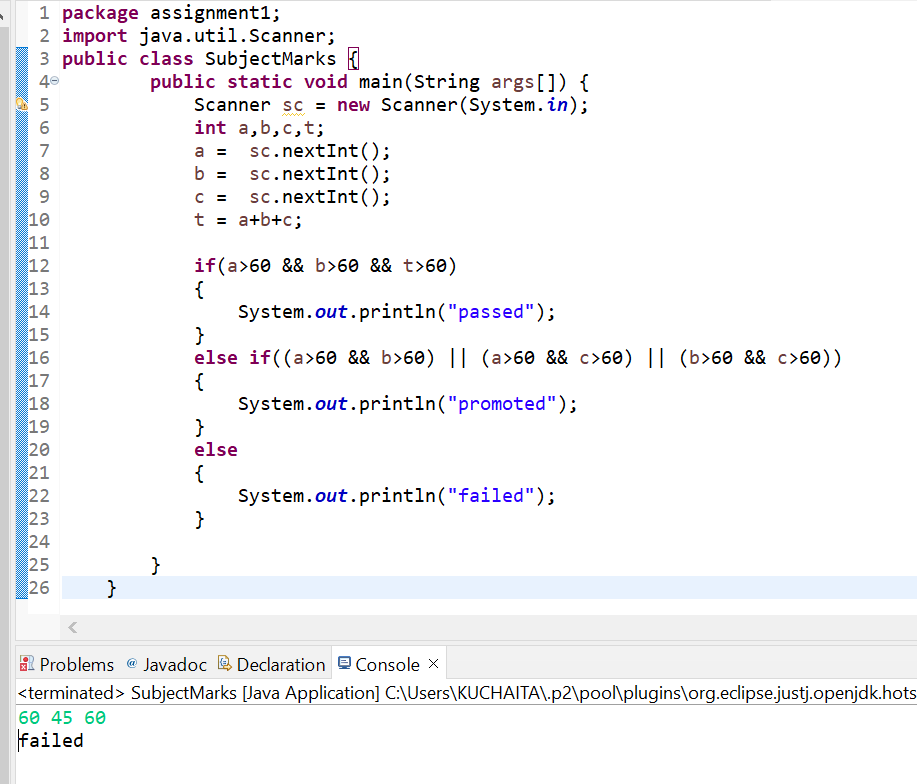 1 package assignment1;
2 import java.util.Scanner;
3 public class SubjectMarks {
4 public static void main(String args[]) {
5 Scanner sc = new Scanner(System.in);
6 int a,b,c,t;
7 a =  sc.nextInt();
8 b =  sc.nextInt();
9 c =  sc.nextInt();
10 t = a+b+c;
11
12 if(a>60 && b>60 && t>60)
13 {
14 System.out.println("passed");
15 }
16 else if((a>60 && b>60) || (a>60 && c>60) || (b>60 && c>60))
17 {
18 System.out.println("promoted");
19 }
20 else
21 {
22 System.out.println("failed");
23 }
24
25 }
26 }
Problems @ Javadoc Declaration Console
<terminated> SubjectMarks [Java Application] C:\Users\KUCHAITA\.p2\pool\plugins\org.eclipse.justj.openjdk.hots
60 45 60
failed